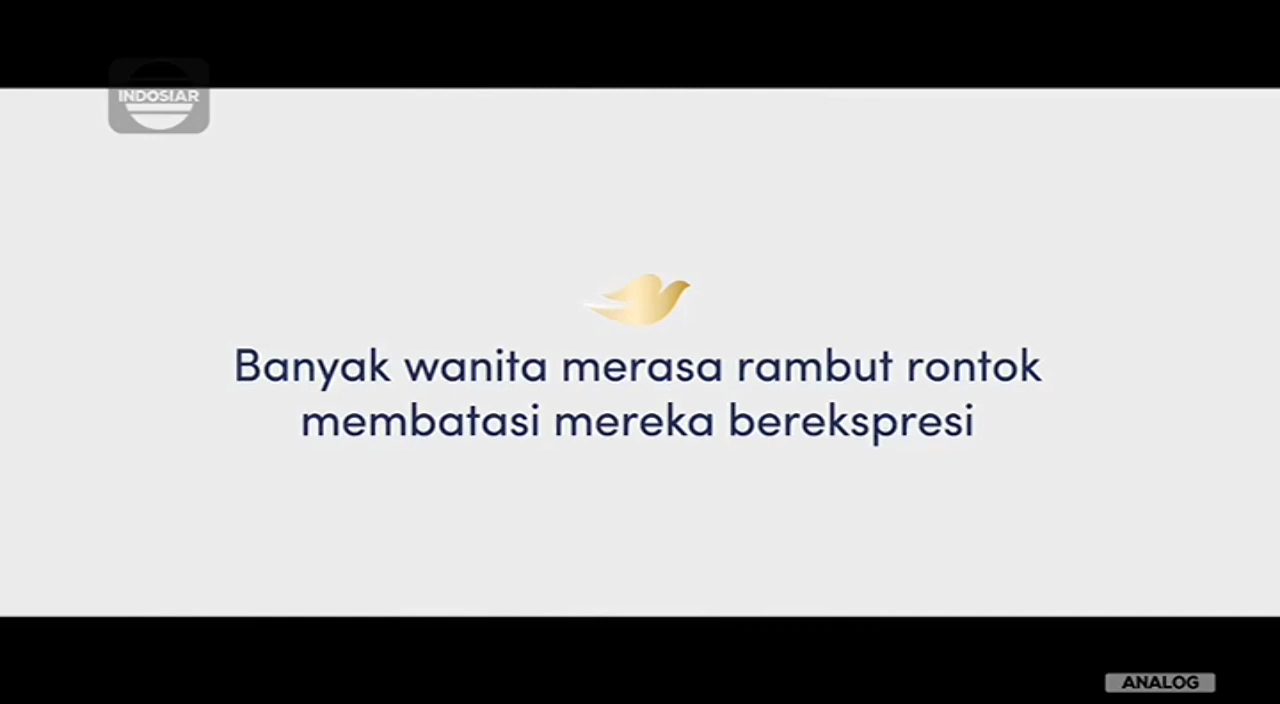 INDOSIAR
Banyak wanita merasa rambut rontok
membatasi mereka berekspresi
ANALOG